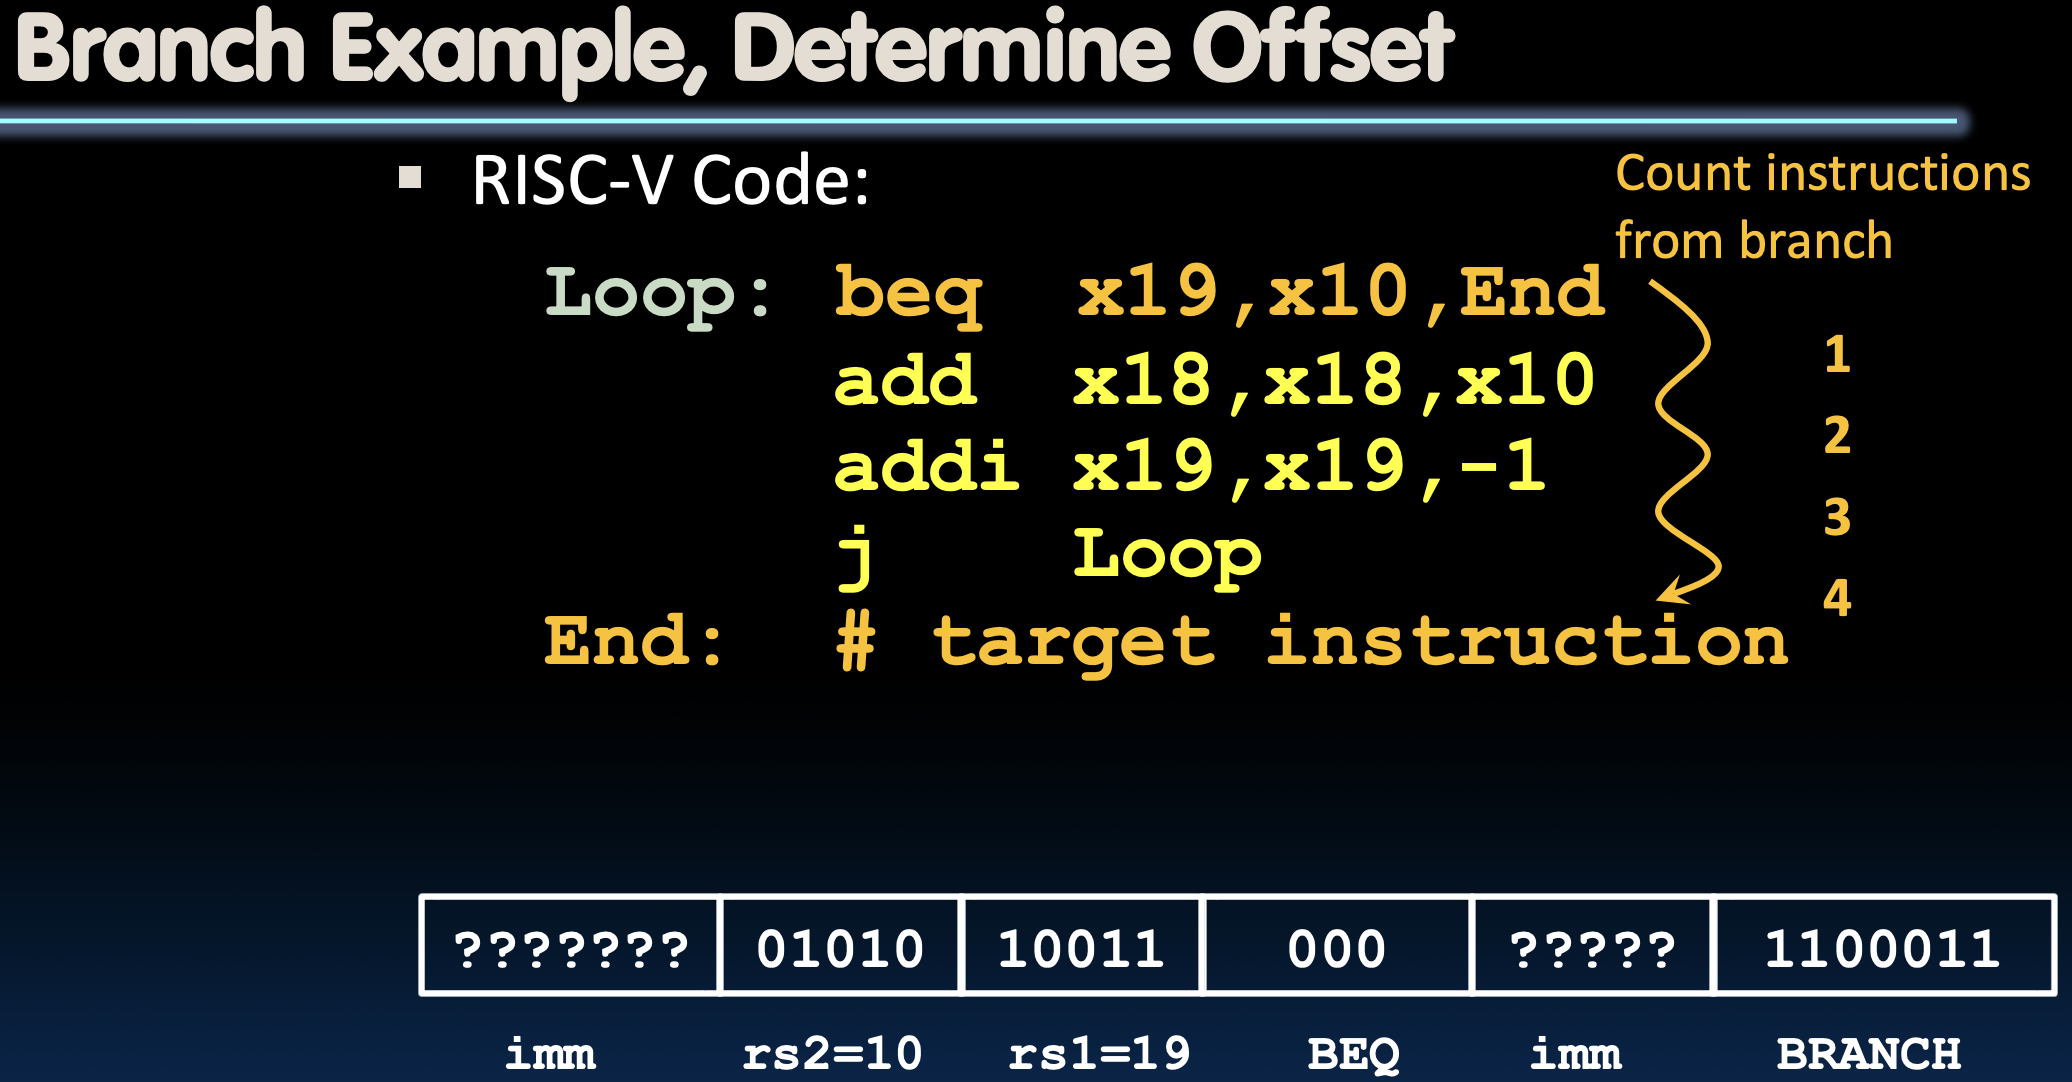 Branch Example, Determine Offset
▪ RISC-V Code:
Count instructions
from branch
Loop: beq x19,x10,End
1
add x18,x18,x10
2
addi x19,x19,-1
3
j Loop
4
End: # target instruction
??????? 01010 10011 000 ????? 1100011
imm rs2=10 rs1=19 BEQ imm BRANCH